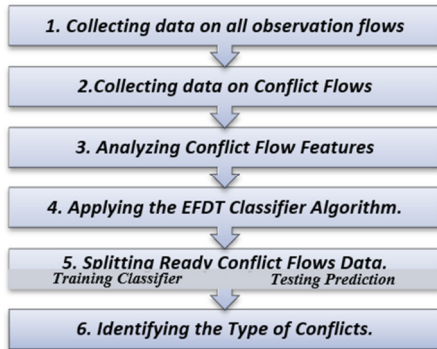 1. Collecting data on all observation flows
2.Collecting data on Conflict Flows
3. Analyzing Conflict Flow Features
4. Applying the EFDT Classifier Algorithm.
5. Splitting Ready Conflict Flows Data.
Training Classifier Testing Prediction
6. Identifying the Type of Conflicts.